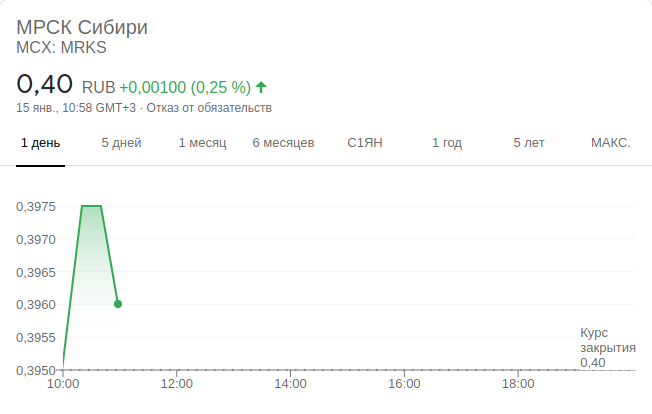 МРСК Сибири
MCX: MRKS
0,40 RUB +0,00100 (0,25 %)
15 янв., 10:58 GMT+3 · Отказ от обязательств
1 день 5 дней 1 месяц 6 месяцев С1ЯН 1 год 5 лет МАКС.
0,3975
0,3970
0,3965
0,3960
0,3955
0,3950
Курс
закрытия
0,40
10:00 12:00 14:00 16:00 18:00